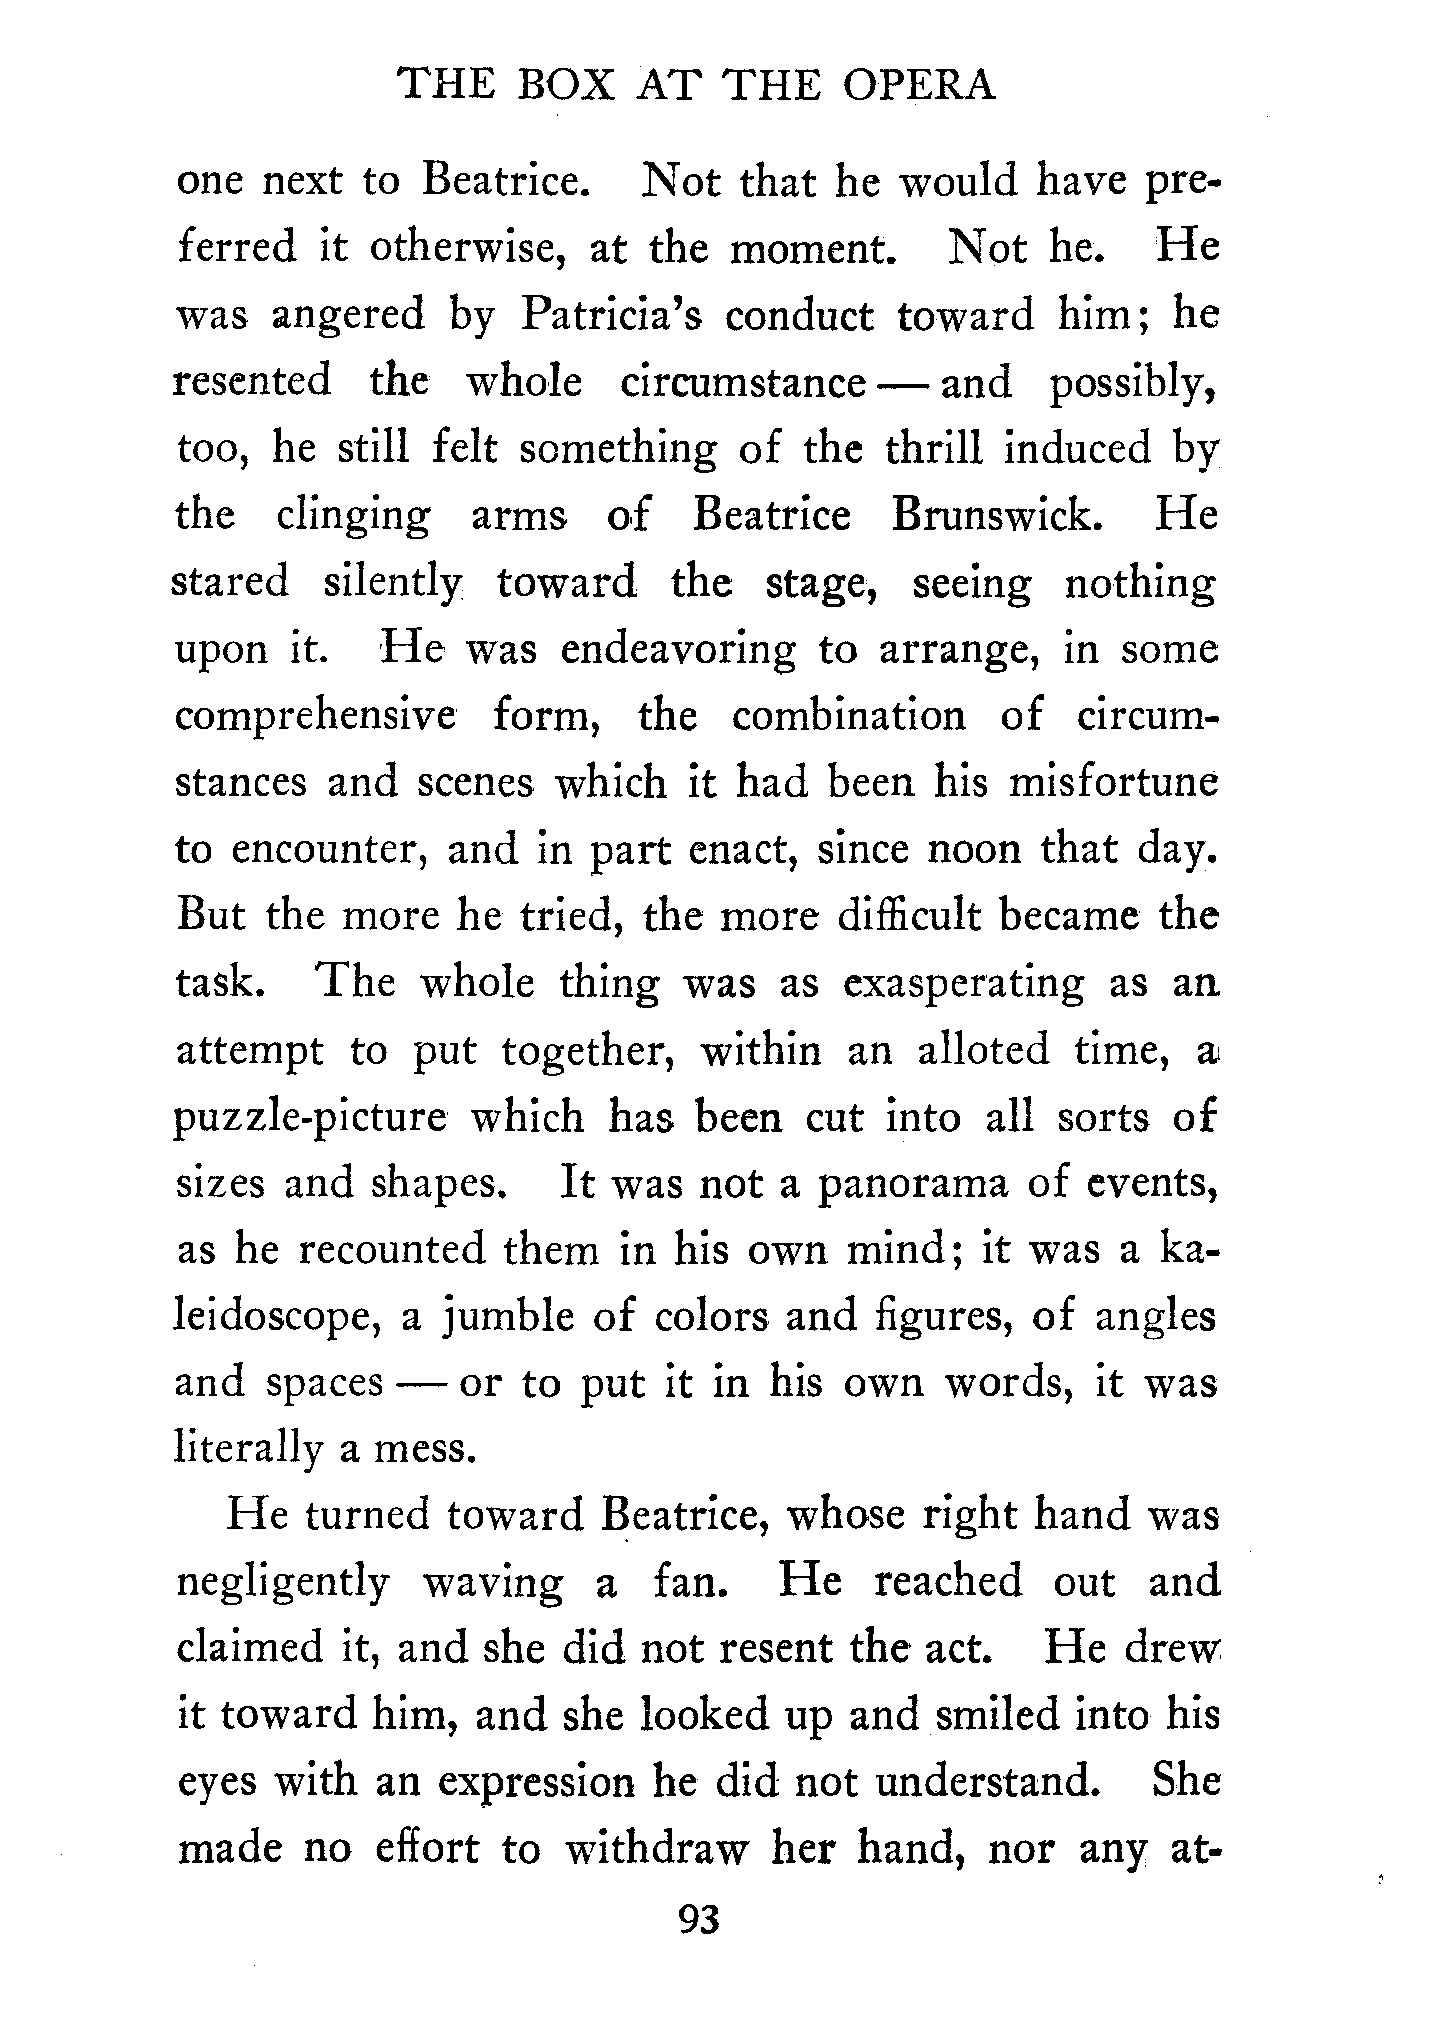 THE BOX AT THE OPERA
one next to Beatrice. Not that he would have pre-
ferred it otherwise, at the moment. Not he. He
was angered by Patricia's conduct toward him; he
resented the whole circumstance — and possibly,
too, he still felt something of the thrill induced by
the clinging arms of Beatrice Brunswick. He
stared silently toward the stage, seeing nothing
upon it. He was endeavoring to arrange, in some
comprehensive form, the combination of circum-
stances and scenes which it had been his misfortune
to encounter, and in part enact, since noon that day.
But the more he tried, the more difficult became the
task. The whole thing was as exasperating as an
attempt to put together, within an alloted time, a
puzzle-picture which has been cut into all sorts of
sizes and shapes. It was not a panorama of events,
as he recounted them in his own mind; it was a ka-
leidoscope, a jumble of colors and figures, of angles
and spaces — or to put it in his own words, it was
literally a mess.
He turned toward Beatrice, whose right hand was
negligently waving a fan. He reached out and
claimed it, and she did not resent the act. He drew
it toward him, and she looked up and smiled into his
eyes with an expression he did not understand. She
made no effort to withdraw her hand, nor any at-
93